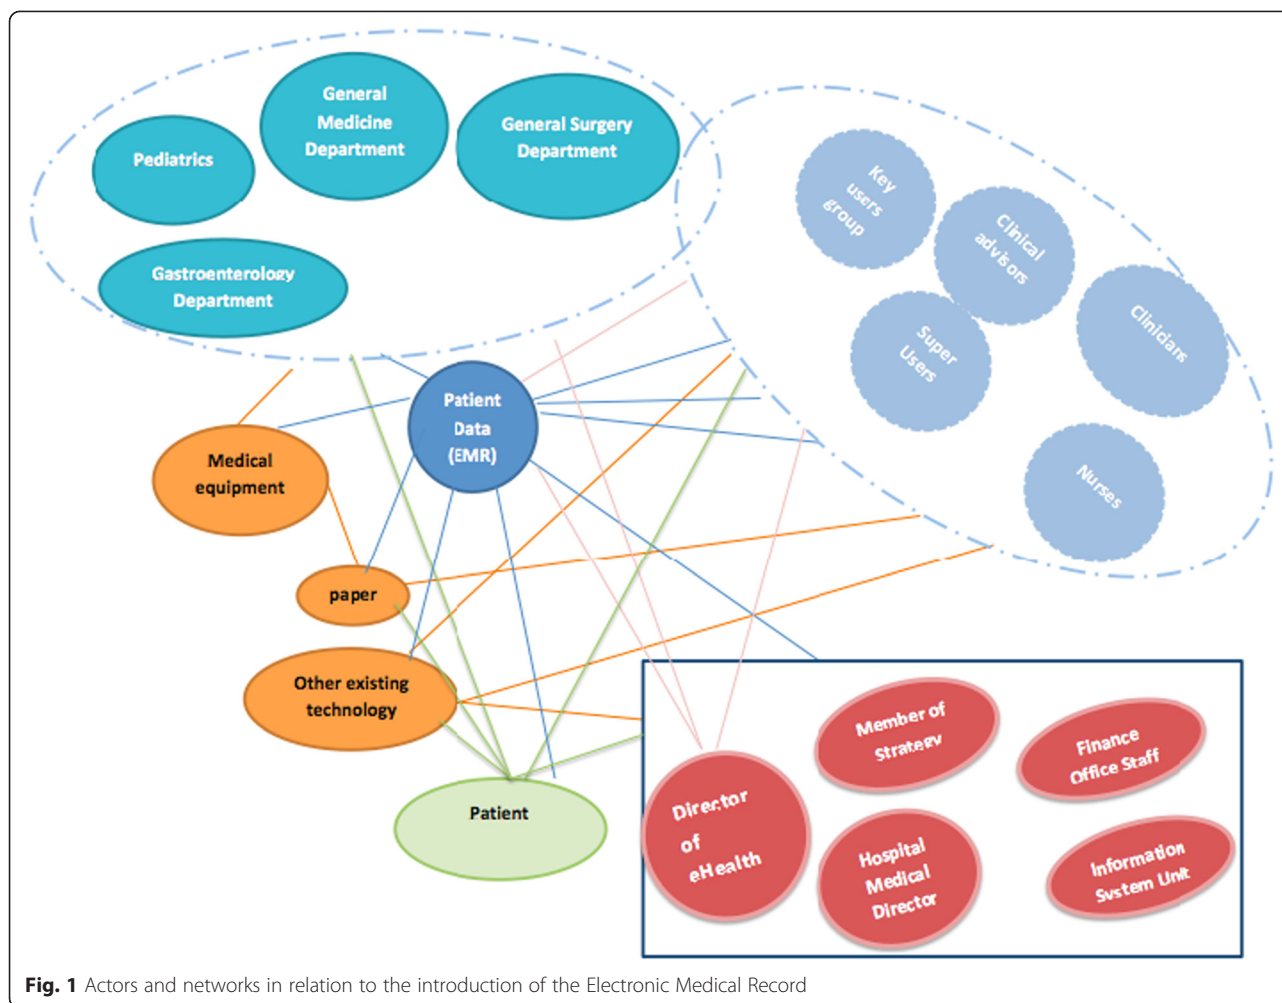 General
Medicine
Department
General Surgery
Department
Pediatrics
Gastroenterology
Department
Key
users
group
Clinical
advisors
Clinicians
Super
Users
Nurses
Patient
Data
(EMR)
Medical
equipment
paper
Other existing
technology
Patient
Member of
Strategy
Finance
Office Staff
Director
of
eHealth
Hospital
Medical
Director
Information
System Unit
Fig. 1 Actors and networks in relation to the introduction of the Electronic Medical Record